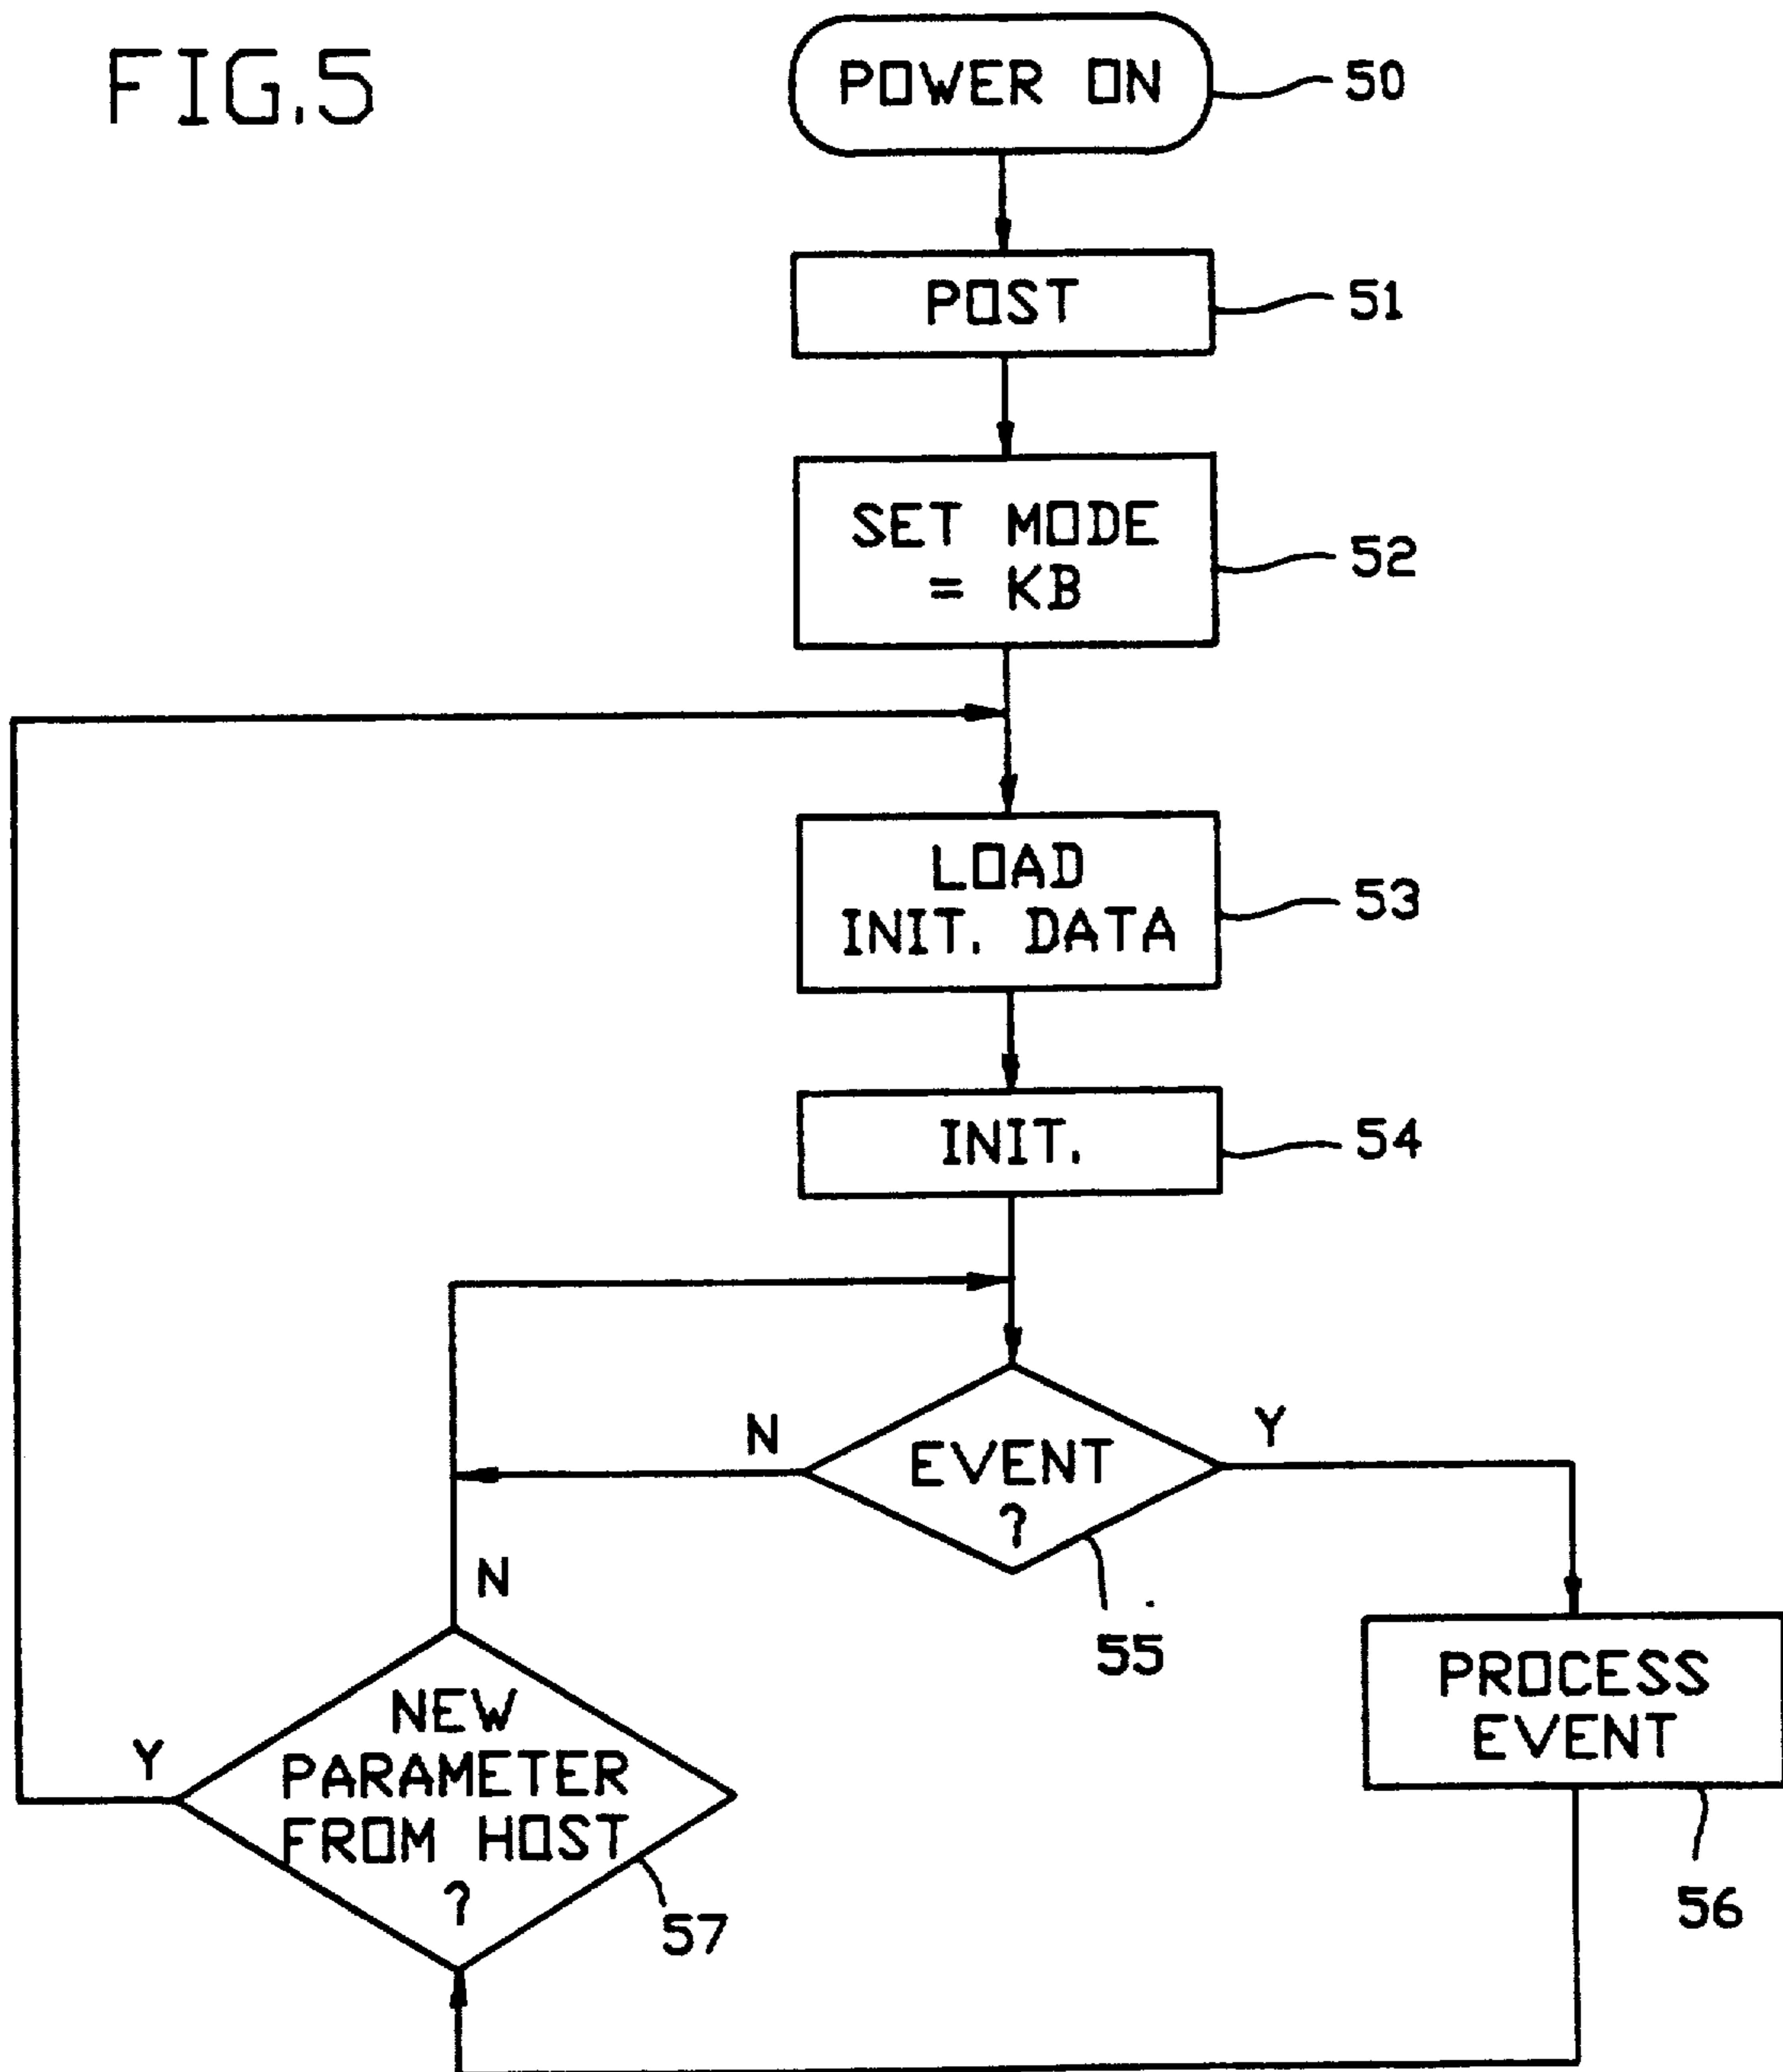 FIG.5
POWER ON
50
POST
51
SET MODE
= KB
52
LOAD
INIT. DATA
53
INIT.
54
N
EVENT
?
Y
55
N
NEW
PARAMETER
FROM HOST
?
Y
57
PROCESS
EVENT
56